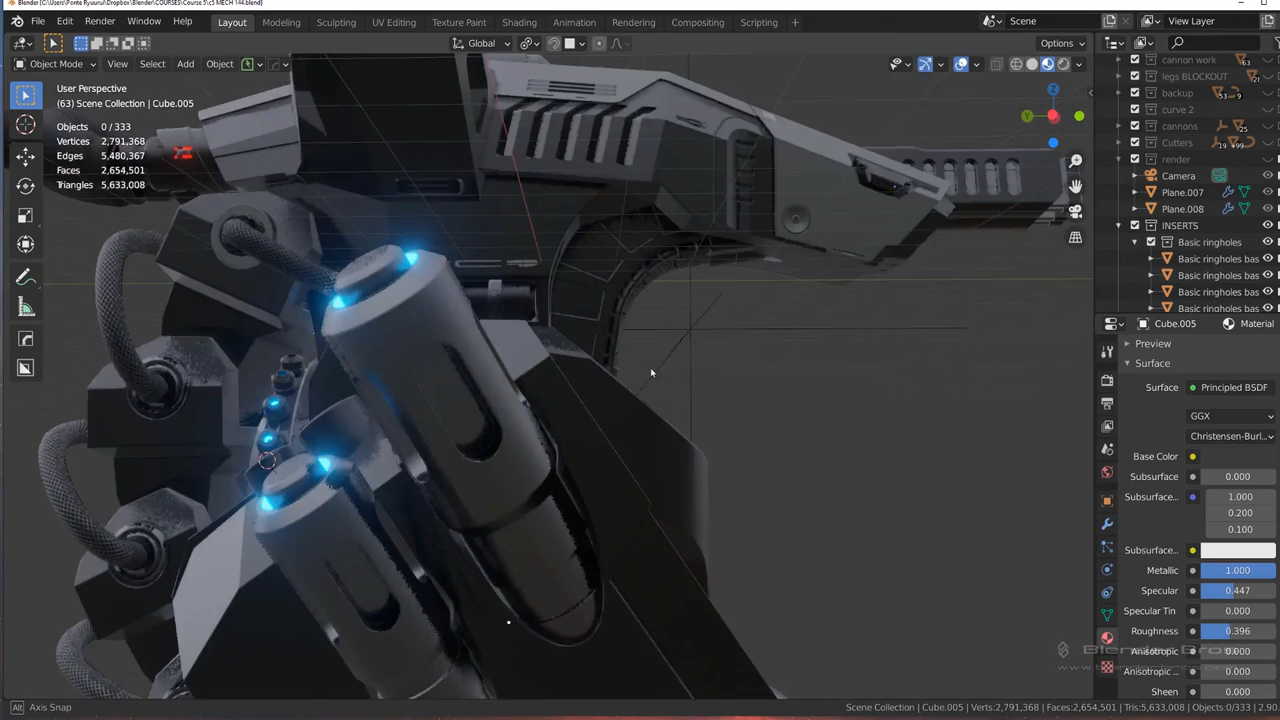 Blender [C:\Users\Ponte Ryuurui\Dropbox\Blender\COURSES\Course 5\c5 MECH 144.blend]
File Edit Render Window Help Layout Modeling Sculpting UV Editing Texture Paint Shading Animation Rendering Compositing Scripting + Scene View Layer
Global Options
Object Mode View Select Add Object
User Perspective
(63) Scene Collection | Cube.005
Objects 0/333
Vertices 2,791,368
Edges 5,480,367
Faces 2,654,501
Triangles 5,633,008
cannon work 63
legs BLOCKOUT
backup 53 9
curve 2
cannons 25
Cutters 19 +99
render
Camera
Plane.007
Plane.008
INSERTS
Basic ringholes
Basic ringholes bas
Basic ringholes bas
Basic ringholes bas
Basic ringholes bas
Cube.005 Material
Preview
Surface
Surface Principled BSDF
GGX
Christensen-Burl...
Base Color
Subsurface 0.000
Subsurface... 1.000
0.200
0.100
Subsurface...
Metallic 1.000
Specular 0.447
Specular Tin 0.000
Roughness 0.396
Anisotropic 0.000
Anisotropic 0.000
Sheen 0.000
Alt Axis Snap
Scene Collection | Cube.005 | Verts:2,791,368 | Faces:2,654,501 | Tris:5,633,008 | Objects:0/333 | 2.90.